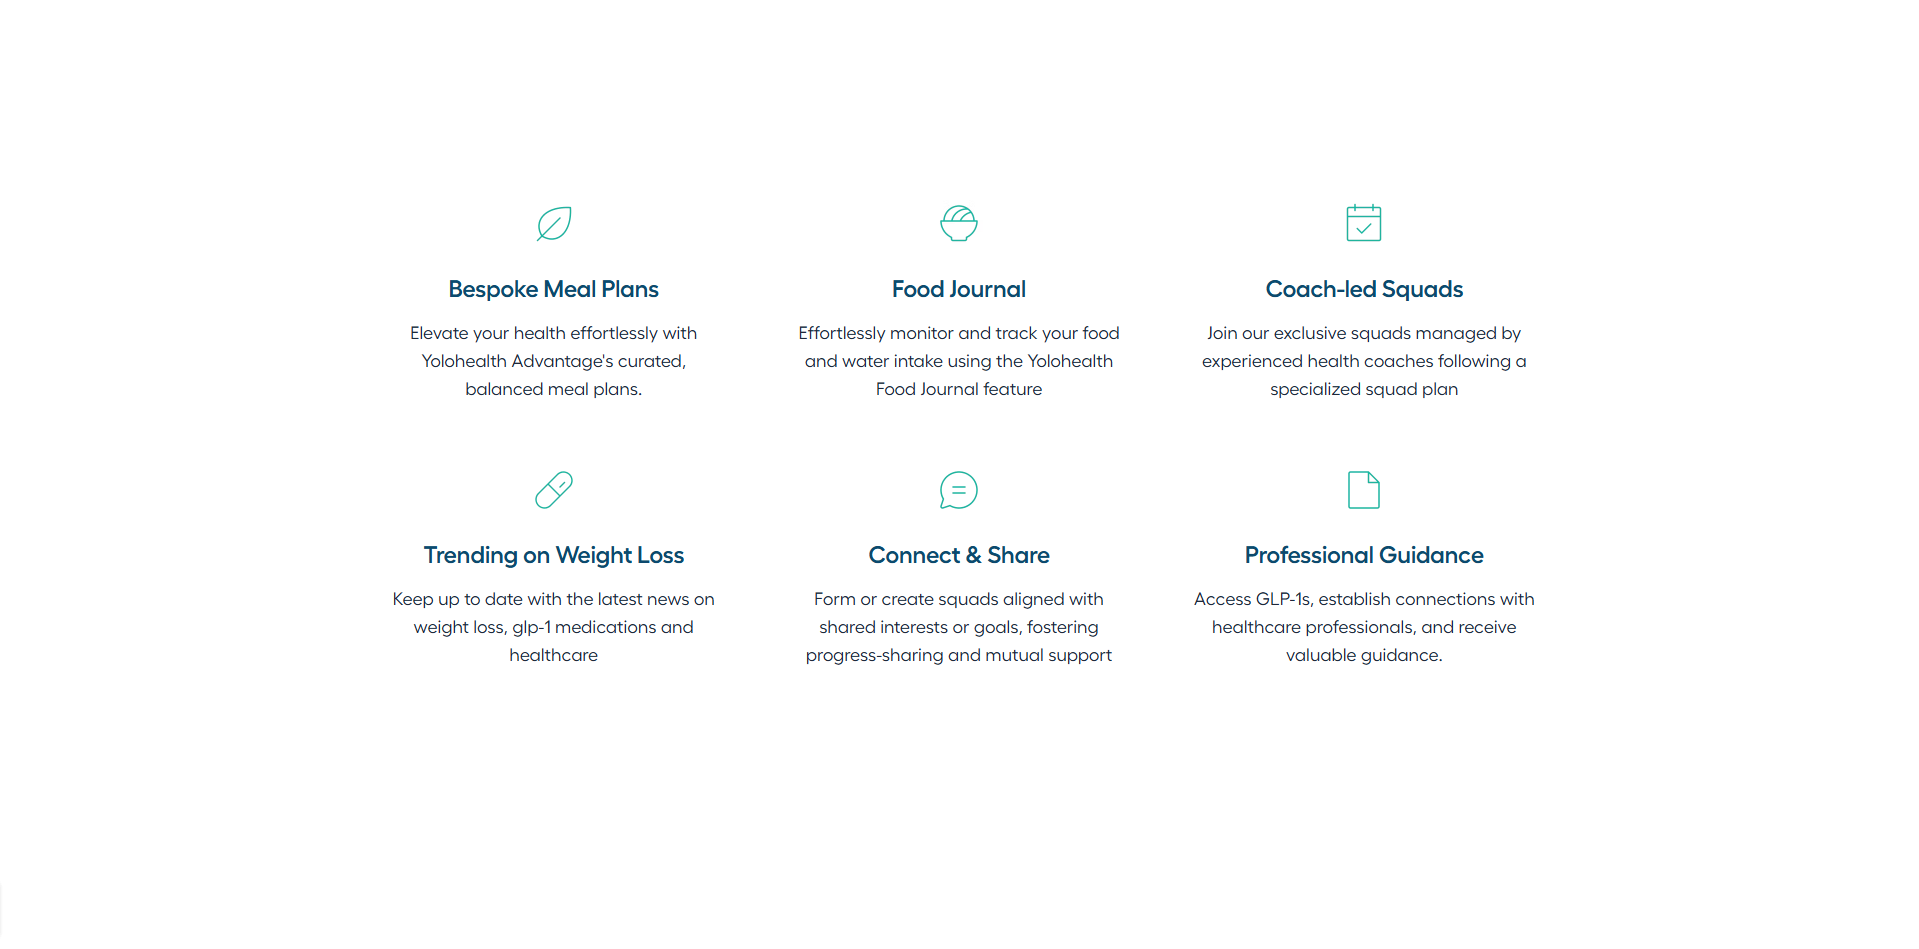 Bespoke Meal Plans
Elevate your health effortlessly with
Yolohealth Advantage's curated,
balanced meal plans.
Food Journal
Effortlessly monitor and track your food
and water intake using the Yolohealth
Food Journal feature
Coach-led Squads
Join our exclusive squads managed by
experienced health coaches following a
specialized squad plan
Trending on Weight Loss
Keep up to date with the latest news on
weight loss, glp-1 medications and
healthcare
Connect & Share
Form or create squads aligned with
shared interests or goals, fostering
progress-sharing and mutual support
Professional Guidance
Access GLP-1s, establish connections with
healthcare professionals, and receive
valuable guidance.